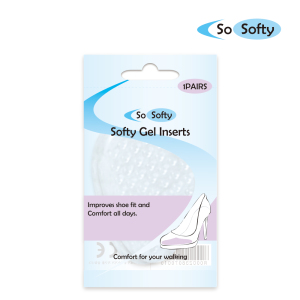 So Softy
1PAIRS
So Softy
Softy Gel Inserts
Improves shoe fit and
Comfort all days.
Comfort for your walking